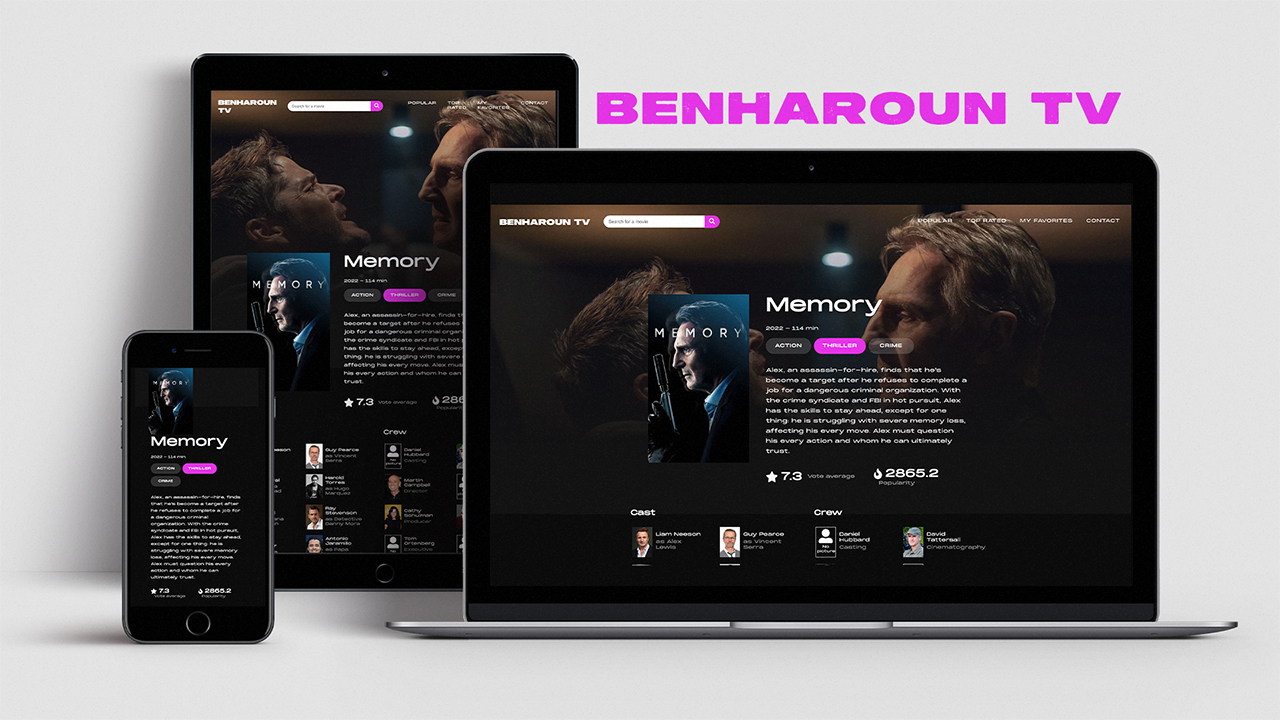 BENHAROUN TV
BENHAROUN
TV
Search for a movie
POPULAR
TOP
RATED
MY
FAVORITES
CONTACT
MEMORY
Memory
2022 – 114 min
ACTION
THRILLER
CRIME
Alex, an assassin-for-hire, finds th
become a target after he refuses
job for a dangerous criminal organiz
the crime syndicate and FBI in hot p
has the skills to stay ahead, except
thing: he is struggling with severe
affecting his every move. Alex must
his every action and whom he can
trust.
7.3
Vote average
286
Crew
Guy Pearce
as Vincent
Serra
Daniel
Hubbard
Casting
No
picture
Harold
Torres
as Hugo
Marquez
Martin
Campbell
Director
Ray
Stevenson
as Detective
Danny Mora
Cathy
Schulman
Producer
Antonio
Jaramillo
as Papa
Tom
Ortenberg
Executive
No
BENHAROUN TV
Search for a movie
POPULAR
TOP RATED
MY FAVORITES
CONTACT
MEMORY
Memory
2022 – 114 min
ACTION
THRILLER
CRIME
Alex, an assassin-for-hire, finds that he's
become a target after he refuses to complete a
job for a dangerous criminal organization. With
the crime syndicate and FBI in hot pursuit, Alex
has the skills to stay ahead, except for one
thing: he is struggling with severe memory loss,
affecting his every move. Alex must question
his every action and whom he can ultimately
trust.
7.3
Vote average
2865.2
Popularity
Cast
Crew
Liam Neeson
as Alex
Lewis
Guy Pearce
as Vincent
Serra
No
picture
Daniel
Hubbard
Casting
David
Tattersall
Cinematography
MEMORY
Memory
2022 – 114 min
ACTION
THRILLER
CRIME
Alex, an assassin-for-hire, finds
that he's become a target after
he refuses to complete a job for
a dangerous criminal
organization. With the crime
syndicate and FBI in hot pursuit,
Alex has the skills to stay ahead,
except for one thing: he is
struggling with severe memory
loss, affecting his every move.
Alex must question his every
action and whom he can
ultimately trust.
7.3
Vote average
2865.2
Popularity